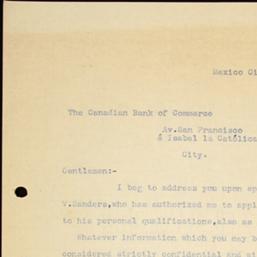 Mexico Ci
The Canadian Bank of Commerce
Av.San Francisco
& Isabel la Católica
City.
Gentlemen:-
I beg to address you upon
V.Sanders,who has authorized me to appl
to his personal qualifications,also as
Whatever information which you may b
considered strictly confidential and